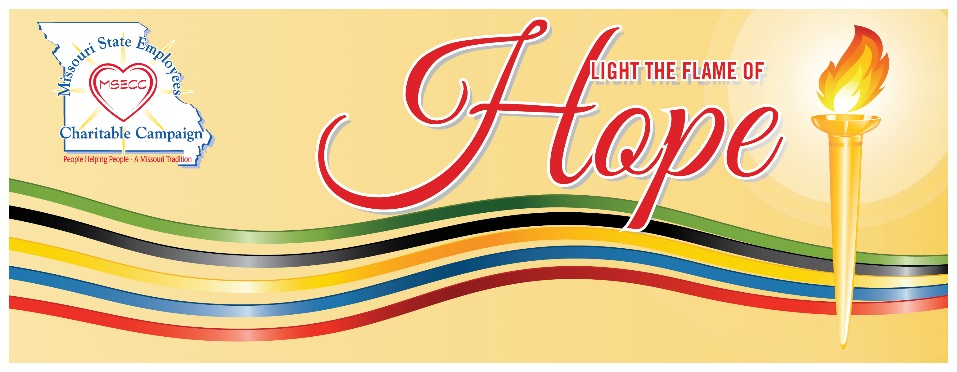 Missouri State Employees
MSECC
Charitable Campaign
People Helping People · A Missouri Tradition
LIGHT THE FLAME OF
Hope